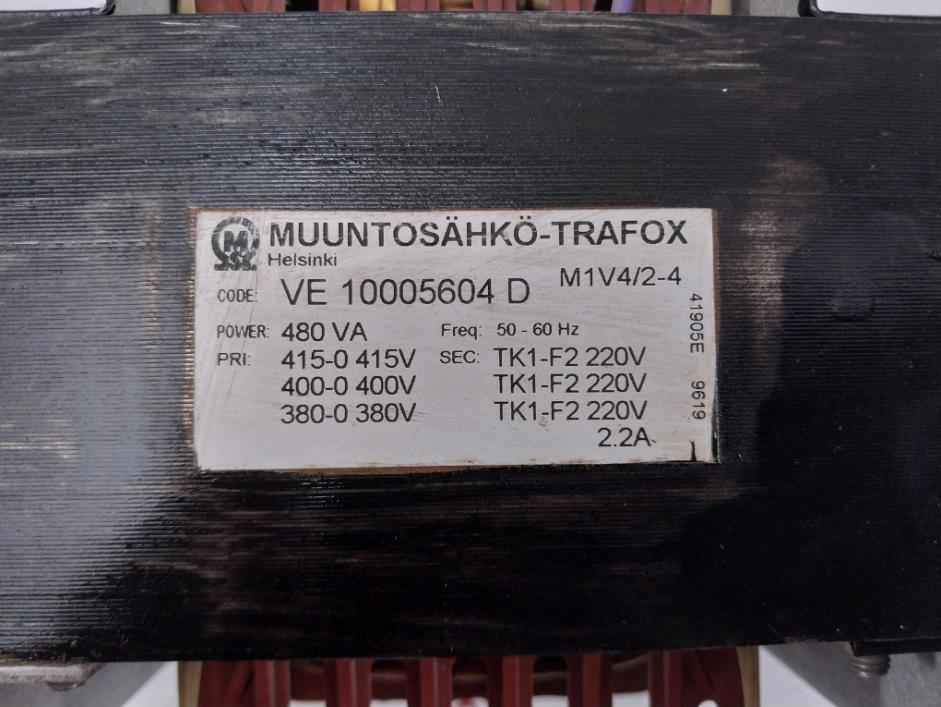 M
MUUNTOSÄHKÖ-TRAFOX
Helsinki
M1V4/2-4
CODE: VE 10005604 D
POWER: 480 VA Freq: 50 - 60 Hz
PRI: 415-0 415V SEC: TK1-F2 220V
400-0 400V TK1-F2 220V
380-0 380V TK1-F2 220V
2.2A
41905E 9619